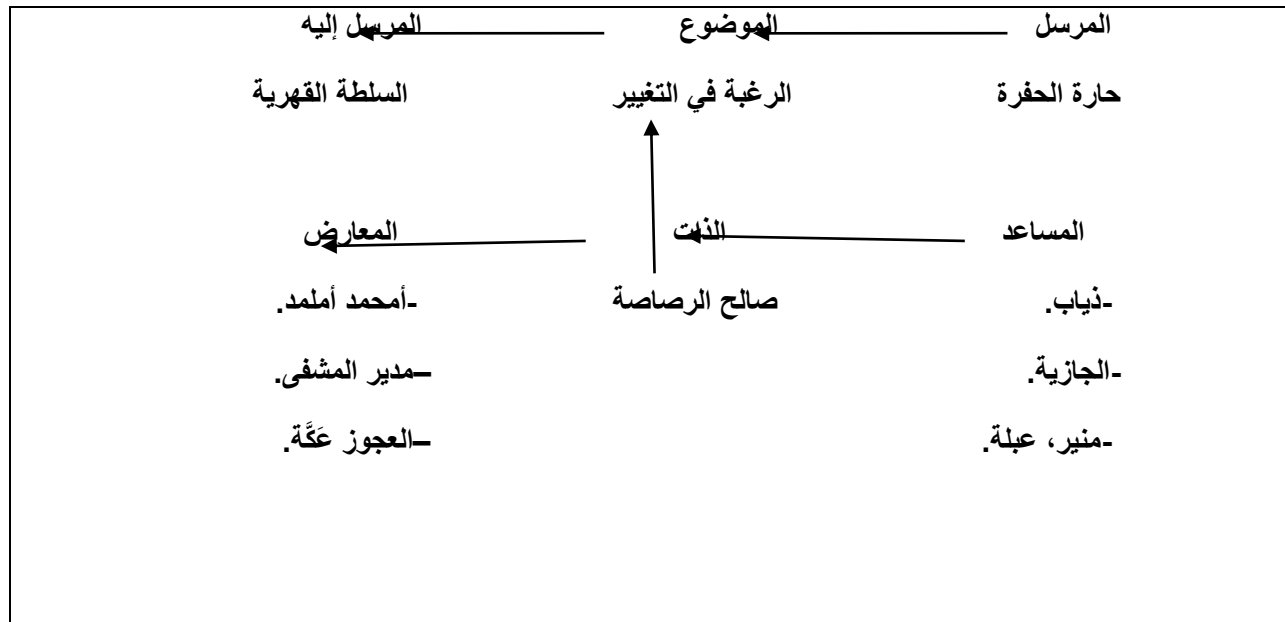 المرسل الموضوع المرسل إليه
حارة الحفرة الرغبة في التغيير السلطة القهرية
المساعد الذات المعارض
-ذياب. صالح الرصاصة -أمحمد أملمد.
-الجازية. –مدير المشفى.
-منير، عبلة. –العجوز عَكَّة.